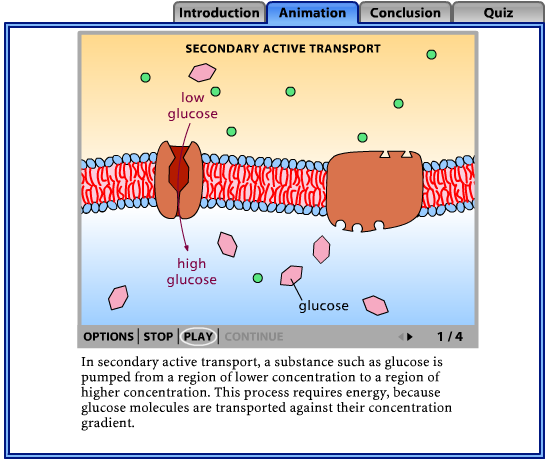 Introduction
Animation
Conclusion
Quiz
SECONDARY ACTIVE TRANSPORT
low
glucose
high
glucose
glucose
OPTIONS STOP PLAY CONTINUE 1 / 4
In secondary active transport, a substance such as glucose is
pumped from a region of lower concentration to a region of
higher concentration. This process requires energy, because
glucose molecules are transported against their concentration
gradient.